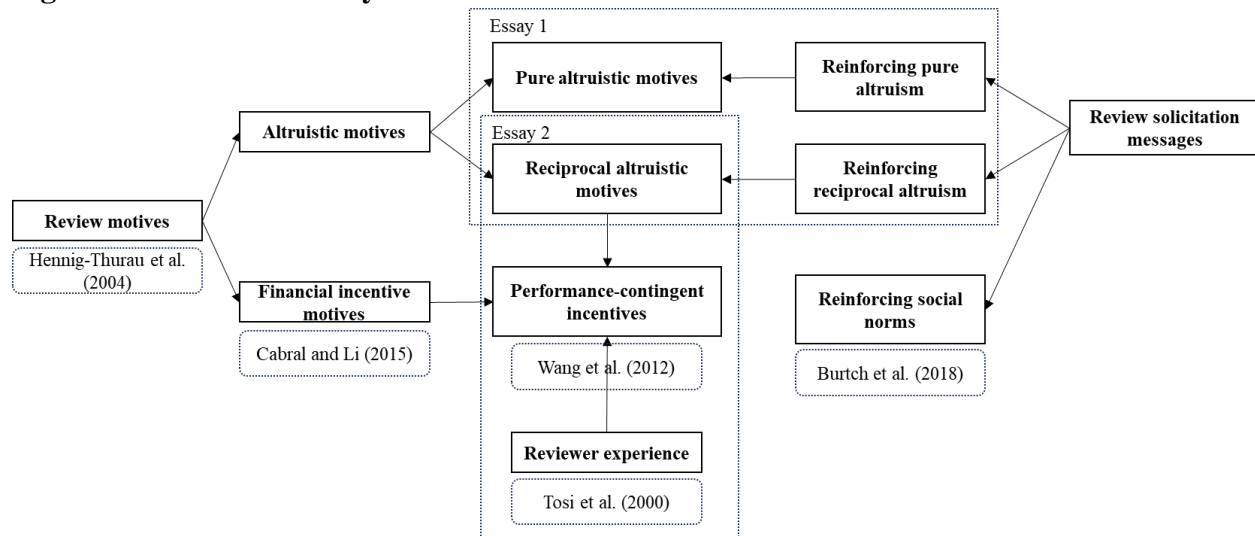 Essay 1
Pure altruistic motives
Reinforcing pure
altruism
Altruistic motives
Review solicitation
messages
Essay 2
Reciprocal altruistic
motives
Reinforcing
reciprocal altruism
Review motives
Hennig-Thurau et al.
(2004)
Financial incentive
motives
Cabral and Li (2015)
Performance-contingent
incentives
Wang et al. (2012)
Reinforcing social
norms
Burtch et al. (2018)
Reviewer experience
Tosi et al. (2000)